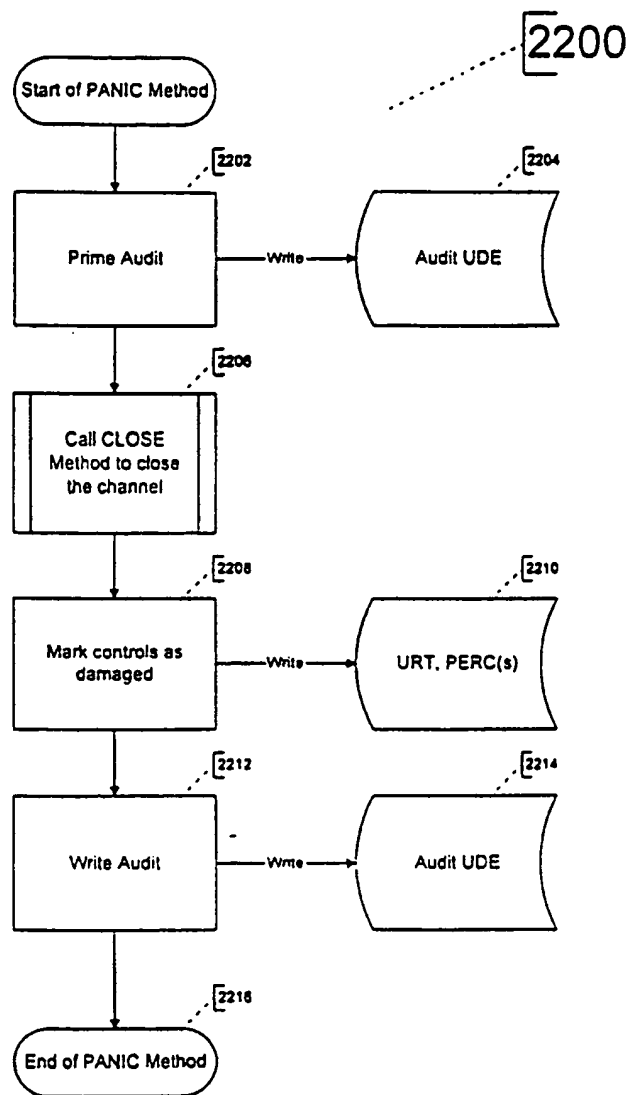 2200
Start of PANIC Method
2202
2204
Prime Audit
Write
Audit UDE
2206
Call CLOSE
Method to close
the channel
2208
2210
Mark controls as
damaged
Write
URT, PERC(s)
2212
2214
Write Audit
Write
Audit UDE
2216
End of PANIC Method